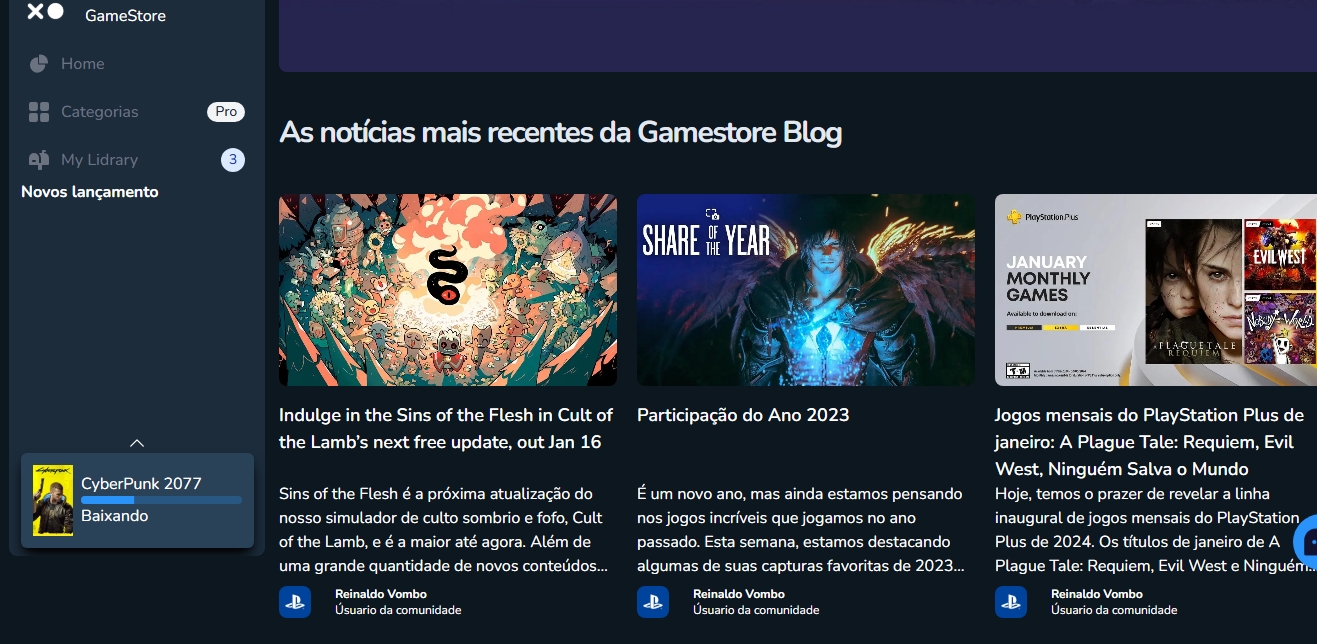 GameStore
Home
Categorias
Pro
My Lidrary
3
Novos lançamento
CyberPunk 2077
Baixando
As notícias mais recentes da Gamestore Blog
SHARE OF THE YEAR
PlayStation.Plus
JANUARY
MONTHLY
GAMES
Available to download on:
PREMIUM
EXTRA
ESSENTIAL
A PLAGUE TALE
REQUIEM
EVIL WEST
Indulge in the Sins of the Flesh in Cult of
the Lamb’s next free update, out Jan 16
Sins of the Flesh é a próxima atualização do
nosso simulador de culto sombrio e fofo, Cult
of the Lamb, e é a maior até agora. Além de
uma grande quantidade de novos conteúdos...
Reinaldo Vombo
Úsuario da comunidade
Participação do Ano 2023
É um novo ano, mas ainda estamos pensando
nos jogos incríveis que jogamos no ano
passado. Esta semana, estamos destacando
algumas de suas capturas favoritas de 2023...
Reinaldo Vombo
Úsuario da comunidade
Jogos mensais do PlayStation Plus de
janeiro: A Plague Tale: Requiem, Evil
West, Ninguém Salva o Mundo
Hoje, temos o prazer de revelar a linha
inaugural de jogos mensais do PlayStation
Plus de 2024. Os títulos de janeiro de A
Plague Tale: Requiem, Evil West e Ninguém...
Reinaldo Vombo
Úsuario da comunidade